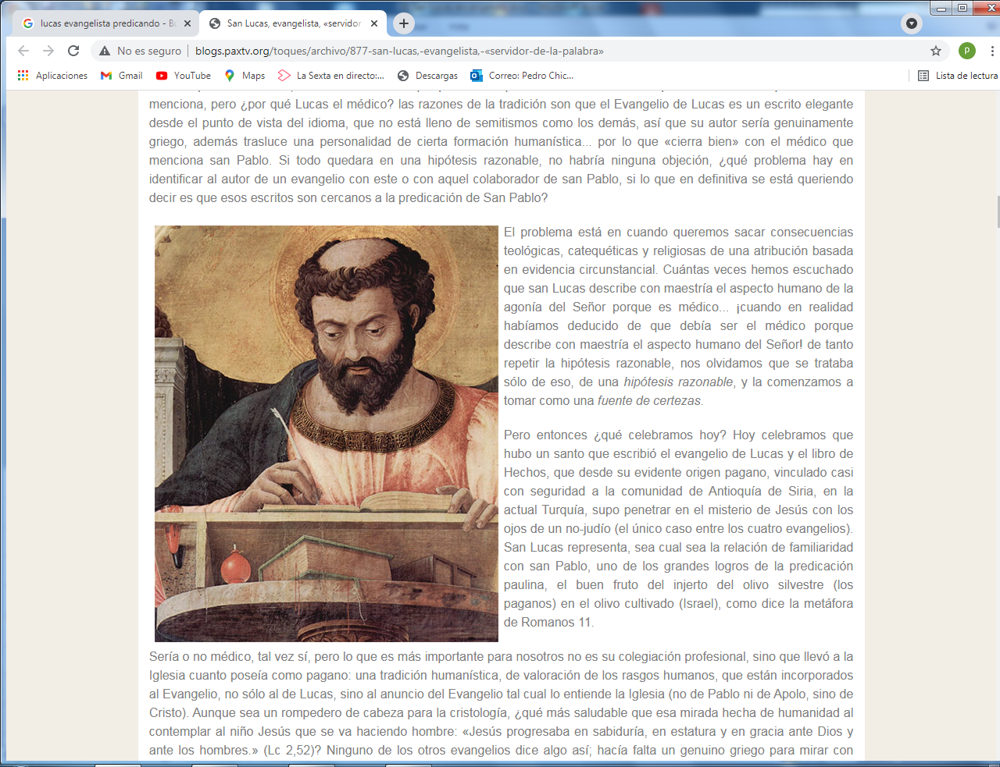 lucas evangelista predicando - Bu
San Lucas, evangelista, «servidor
No es seguro
blogs.paxtv.org/toques/archivo/877-san-lucas,-evangelista,-«servidor-de-la-palabra»
p
Aplicaciones
Gmail
YouTube
Maps
La Sexta en directo:...
Descargas
Correo: Pedro Chic...
Lista de lectura
menciona, pero ¿por qué Lucas el médico? las razones de la tradición son que el Evangelio de Lucas es un escrito elegante
desde el punto de vista del idioma, que no está lleno de semitismos como los demás, así que su autor sería genuinamente
griego, además trasluce una personalidad de cierta formación humanística... por lo que «cierra bien» con el médico que
menciona san Pablo. Si todo quedara en una hipótesis razonable, no habría ninguna objeción, ¿qué problema hay en
identificar al autor de un evangelio con este o con aquel colaborador de san Pablo, si lo que en definitiva se está queriendo
decir es que esos escritos son cercanos a la predicación de San Pablo?
El problema está en cuando queremos sacar consecuencias
teológicas, catequéticas y religiosas de una atribución basada
en evidencia circunstancial. Cuántas veces hemos escuchado
que san Lucas describe con maestría el aspecto humano de la
agonía del Señor porque es médico... ¡cuando en realidad
habíamos deducido de que debía ser el médico porque
describe con maestría el aspecto humano del Señor! de tanto
repetir la hipótesis razonable, nos olvidamos que se trataba
sólo de eso, de una hipótesis razonable, y la comenzamos a
tomar como una fuente de certezas.
Pero entonces ¿qué celebramos hoy? Hoy celebramos que
hubo un santo que escribió el evangelio de Lucas y el libro de
Hechos, que desde su evidente origen pagano, vinculado casi
con seguridad a la comunidad de Antioquía de Siria, en la
actual Turquía, supo penetrar en el misterio de Jesús con los
ojos de un no-judío (el único caso entre los cuatro evangelios).
San Lucas representa, sea cual sea la relación de familiaridad
con san Pablo, uno de los grandes logros de la predicación
paulina, el buen fruto del injerto del olivo silvestre (los
paganos) en el olivo cultivado (Israel), como dice la metáfora
de Romanos 11.
Sería o no médico, tal vez sí, pero lo que es más importante para nosotros no es su colegiación profesional, sino que llevó a la
Iglesia cuanto poseía como pagano: una tradición humanística, de valoración de los rasgos humanos, que están incorporados
al Evangelio, no sólo al de Lucas, sino al anuncio del Evangelio tal cual lo entiende la Iglesia (no de Pablo ni de Apolo, sino de
Cristo). Aunque sea un rompedero de cabeza para la cristología, ¿qué más saludable que esa mirada hecha de humanidad al
contemplar al niño Jesús que se va haciendo hombre: «Jesús progresaba en sabiduría, en estatura y en gracia ante Dios y
ante los hombres.» (Lc 2,52)? Ninguno de los otros evangelios dice algo así; hacía falta un genuino griego para mirar con